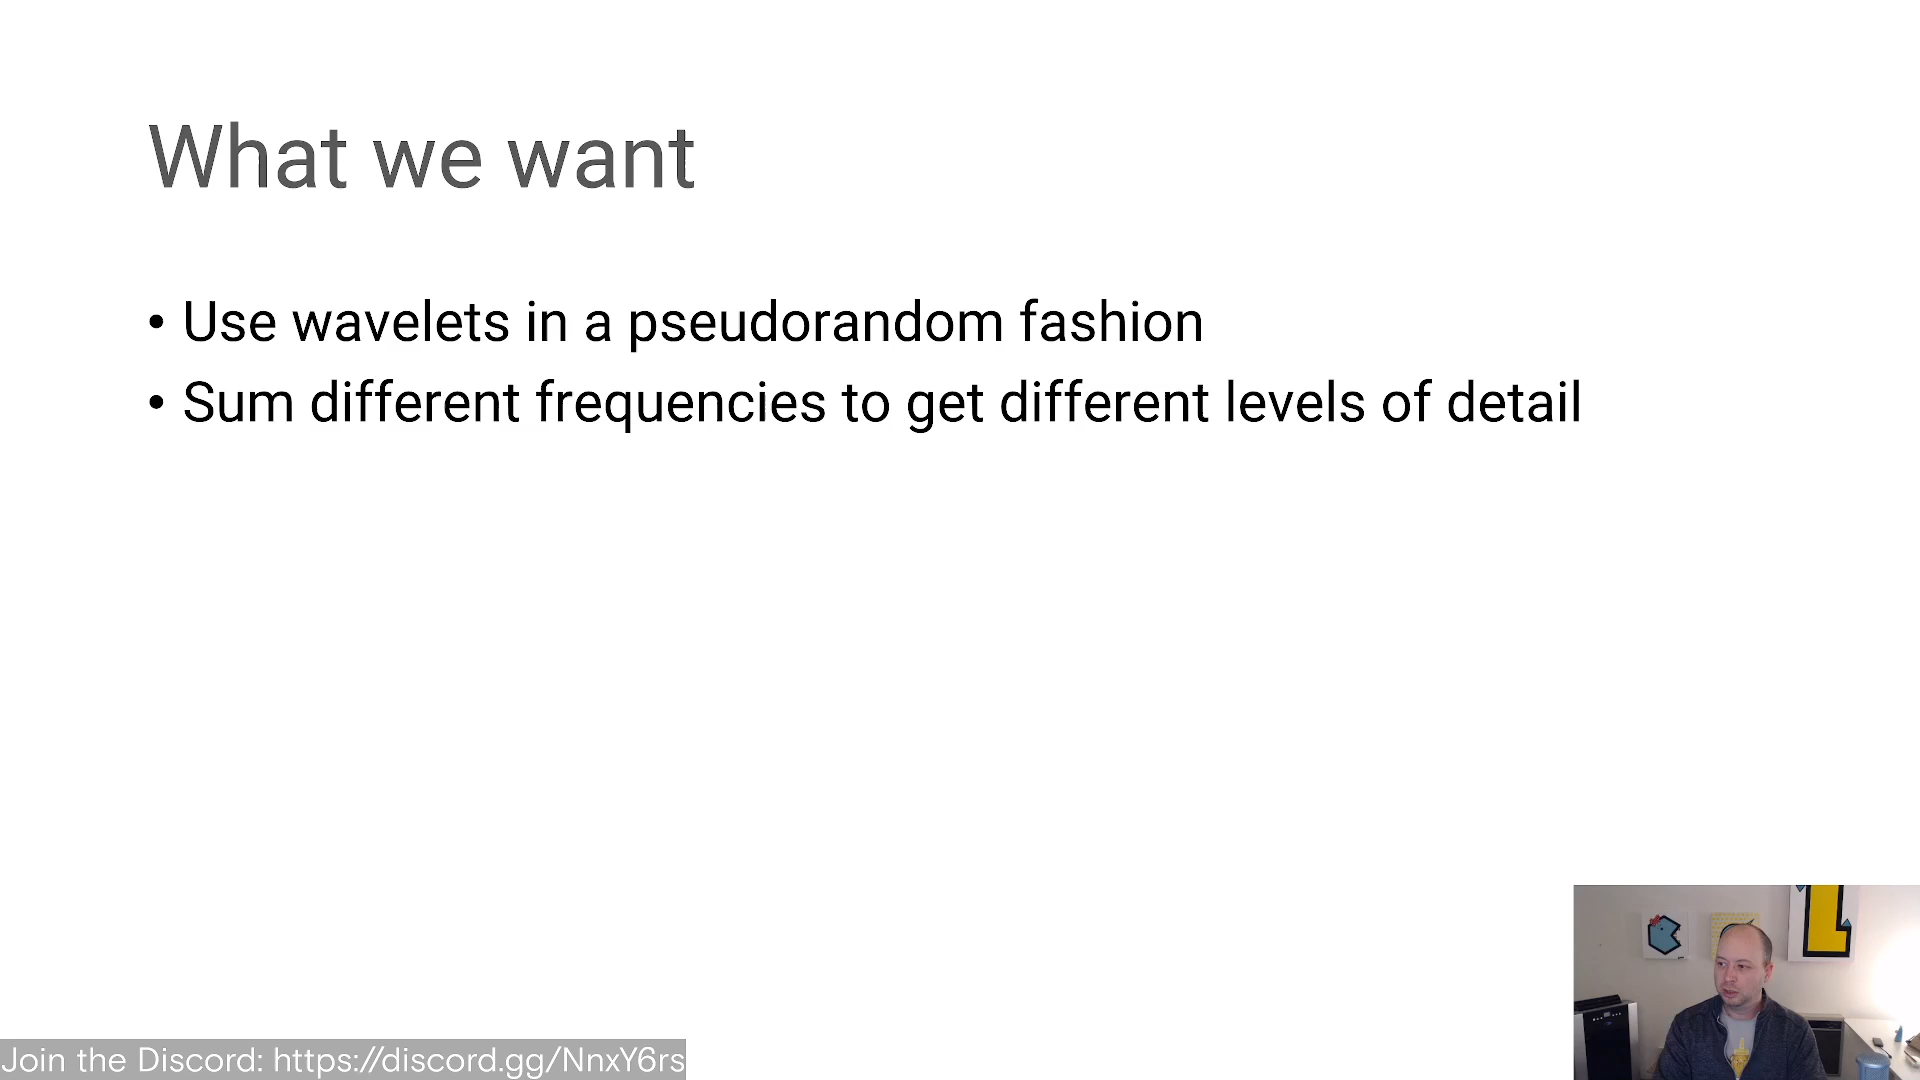 What we want
• Use wavelets in a pseudorandom fashion
• Sum different frequencies to get different levels of detail
Join the Discord: https://discord.gg/NnxY6rs